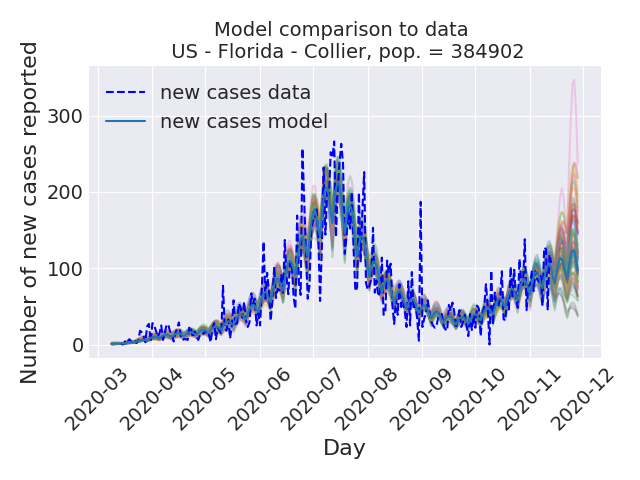 Model comparison to data
US - Florida - Collier, pop. = 384902
Number of new cases reported
300
200
100
0
new cases data
new cases model
2020-03
2020-04
2020-05
2020-06
2020-07
2020-08
2020-09
2020-10
2020-11
2020-12
Day